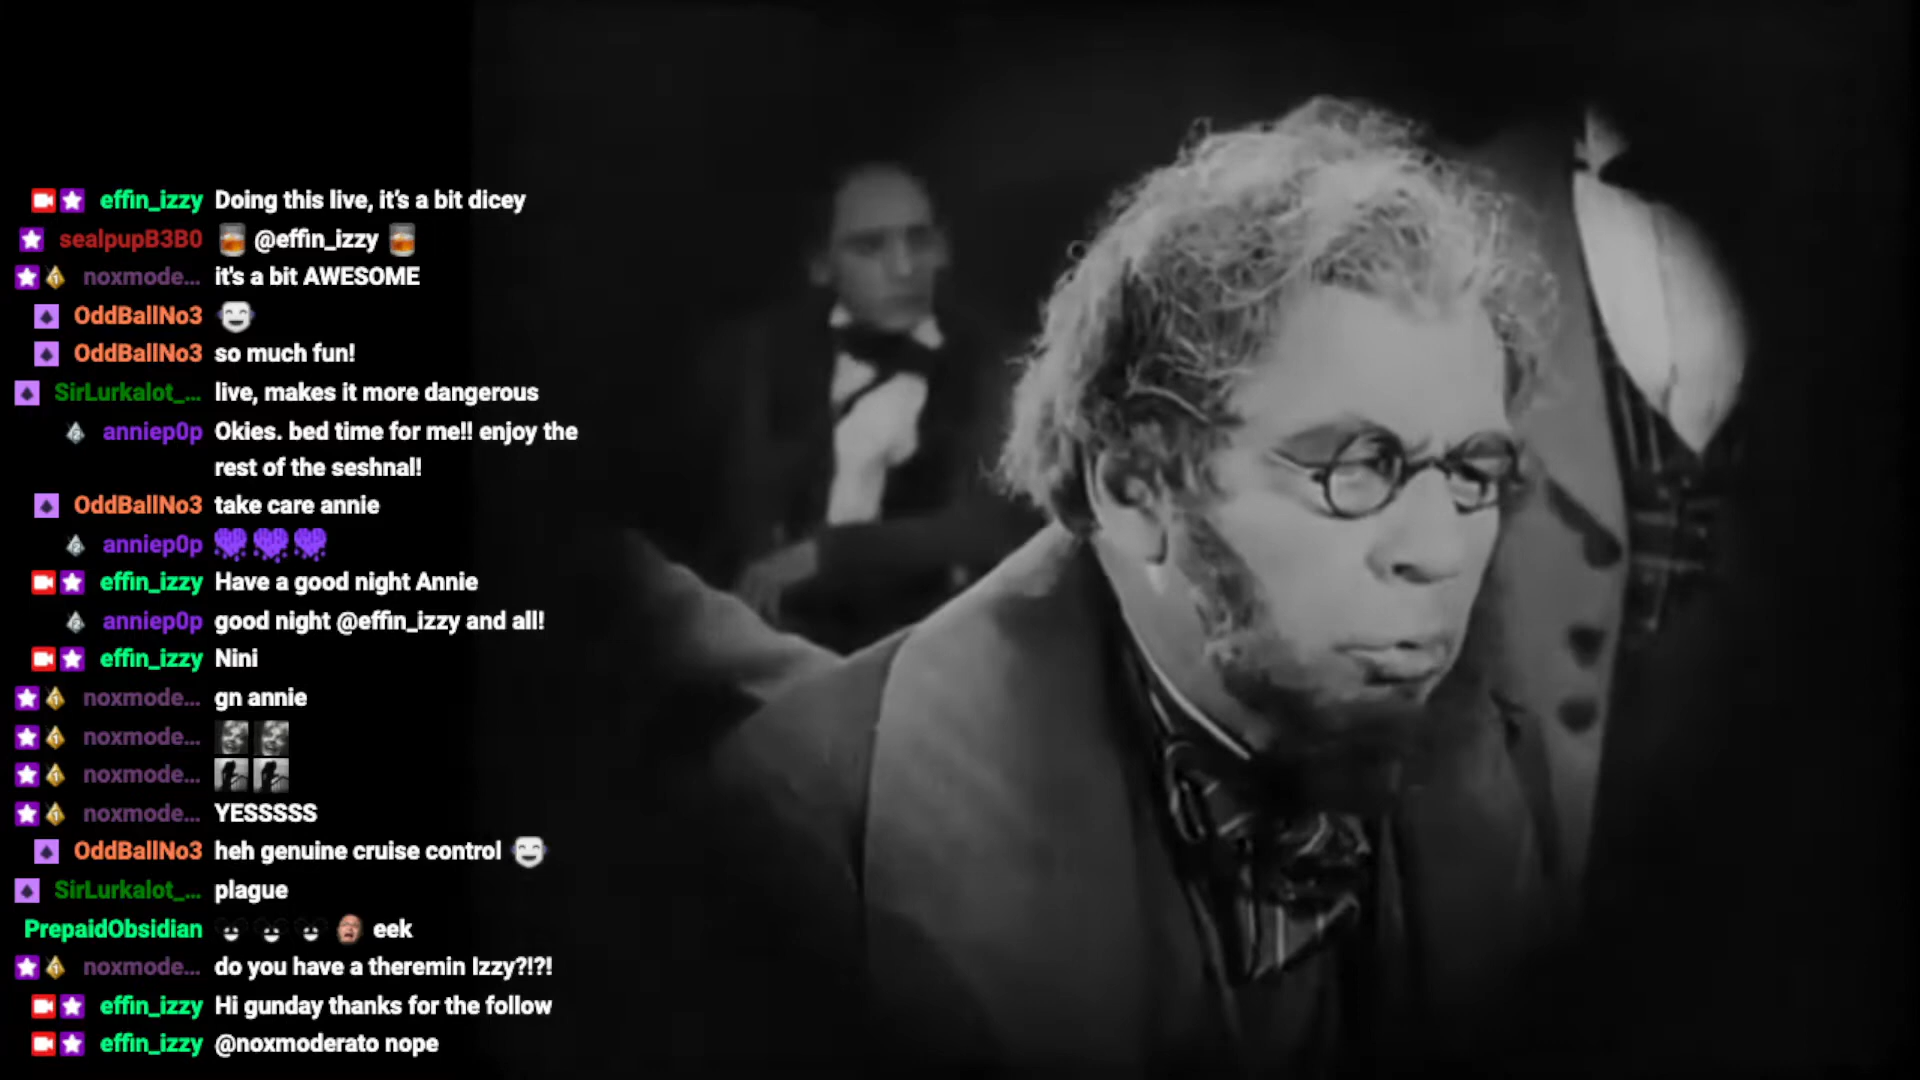 effin_izzy Doing this live, it's a bit dicey
sealpupB3B0 @effin_izzy
noxmode... it's a bit AWESOME
OddBallNo3
OddBallNo3 so much fun!
SirLurkalot_... live, makes it more dangerous
anniep0p Okies. bed time for me!! enjoy the
rest of the seshnal!
OddBallNo3 take care annie
anniep0p
effin_izzy Have a good night Annie
anniep0p good night @effin_izzy and all!
effin_izzy Nini
noxmode... gn annie
noxmode...
noxmode...
noxmode... YESSSSS
OddBallNo3 heh genuine cruise control
SirLurkalot_... plague
PrepaidObsidian eek
noxmode... do you have a theremin Izzy?!?!
effin_izzy Hi gunday thanks for the follow
effin_izzy @noxmoderato nope